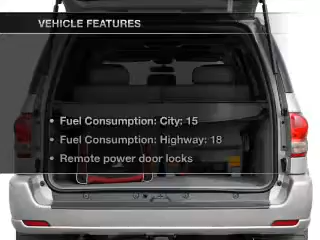 VEHICLE FEATURES
• Fuel Consumption: City: 15
• Fuel Consumption: Highway: 18
• Remote power door locks